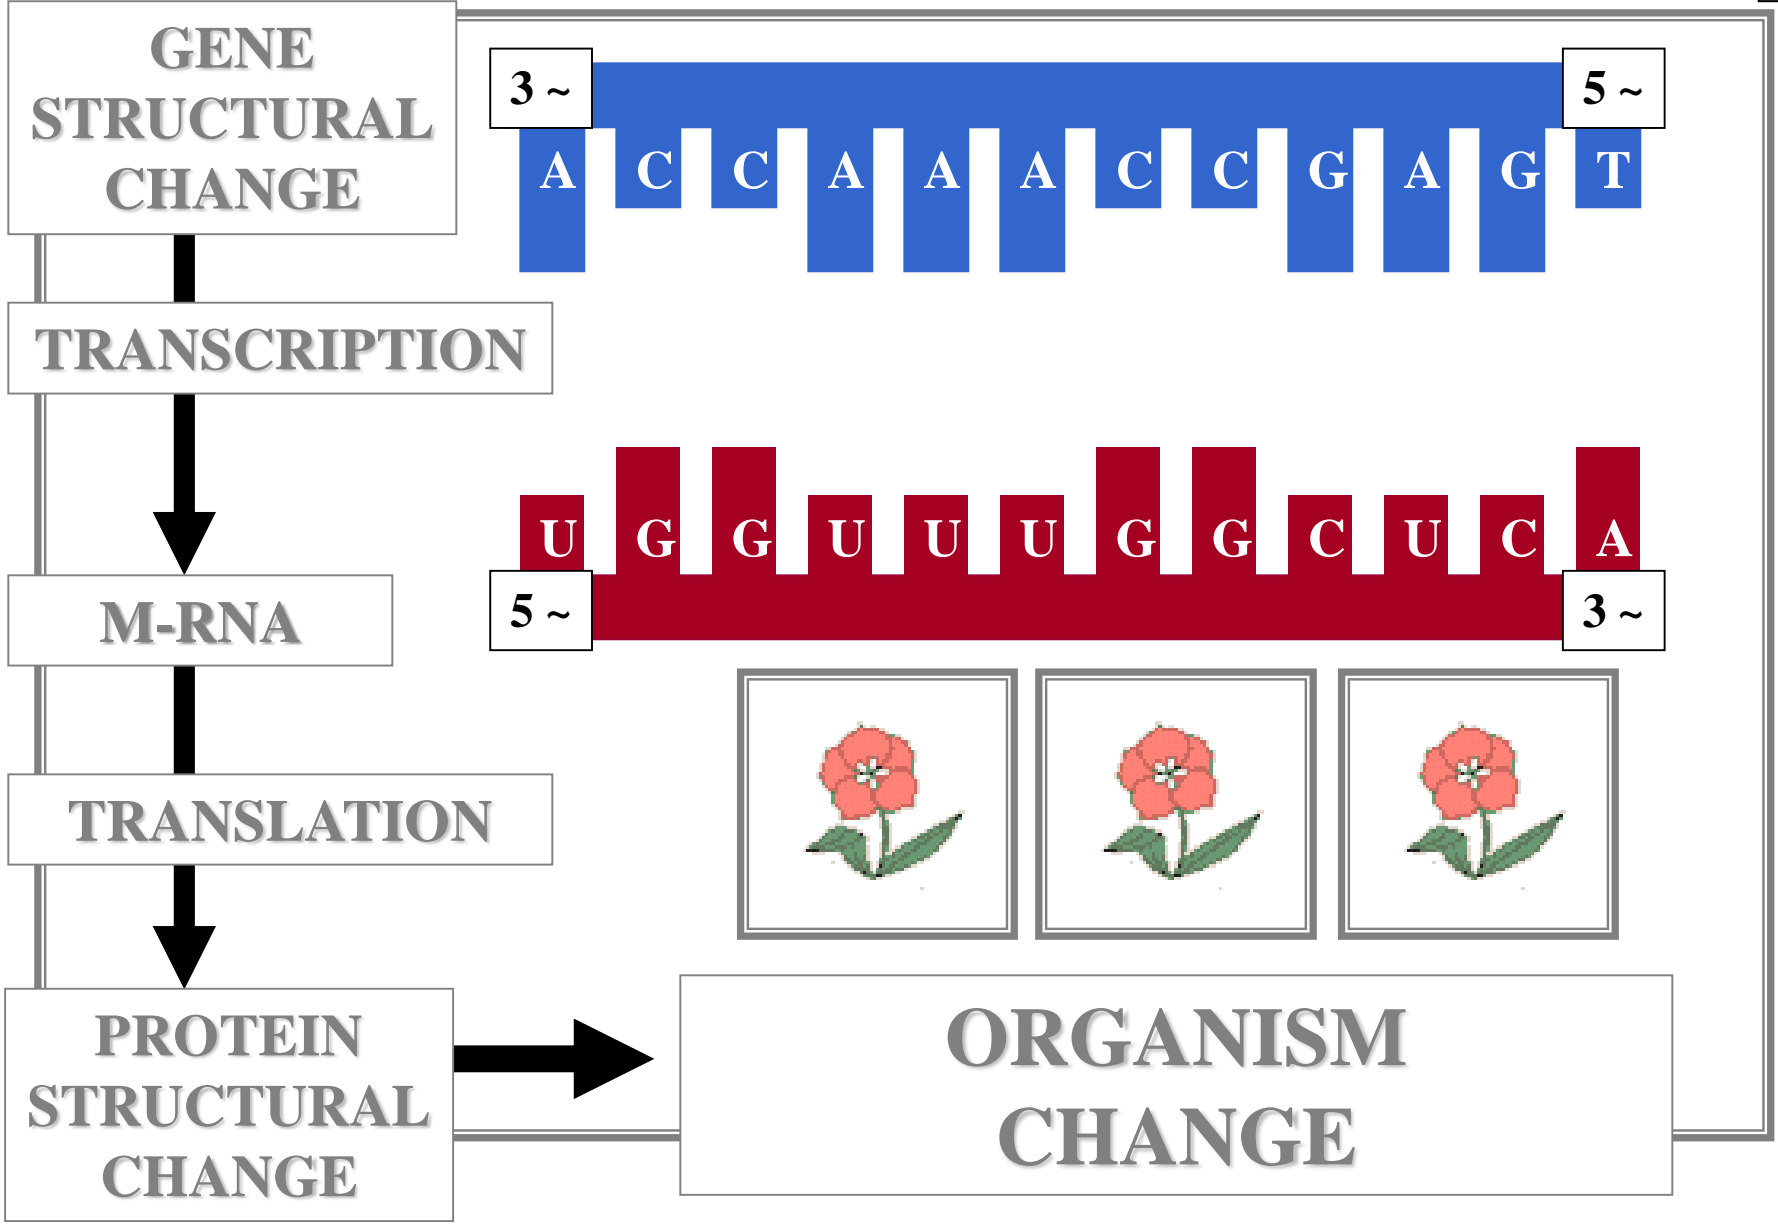 GENE
STRUCTURAL
CHANGE
3 ~
5 ~
A C C A A A C C G A G T
TRANSCRIPTION
U G G U U U G G C U C A
5 ~
3 ~
M-RNA
TRANSLATION
PROTEIN
STRUCTURAL
CHANGE
ORGANISM
CHANGE